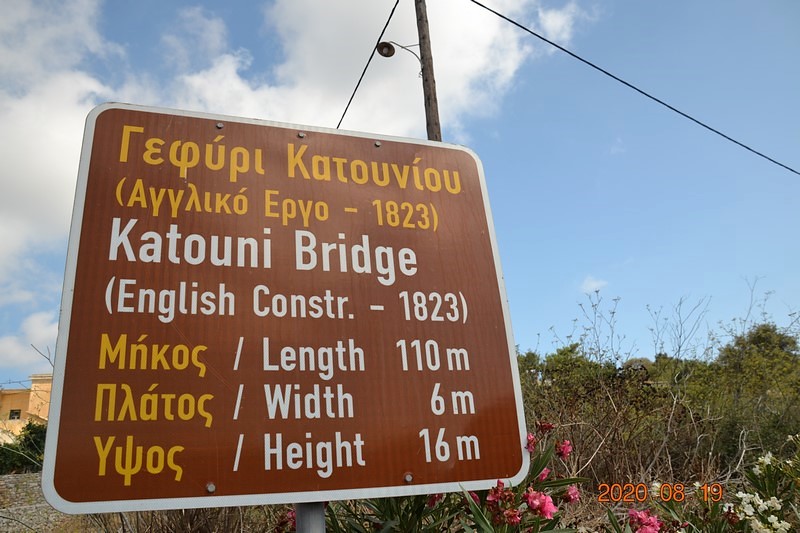 Γεφύρι Κατουνίου
(Αγγλικό Εργο - 1823)
Katouni Bridge
(English Constr. - 1823)
Μήκος / Length 110 m
Πλάτος / Width 6 m
Υψος / Height 16 m
2020 08 19